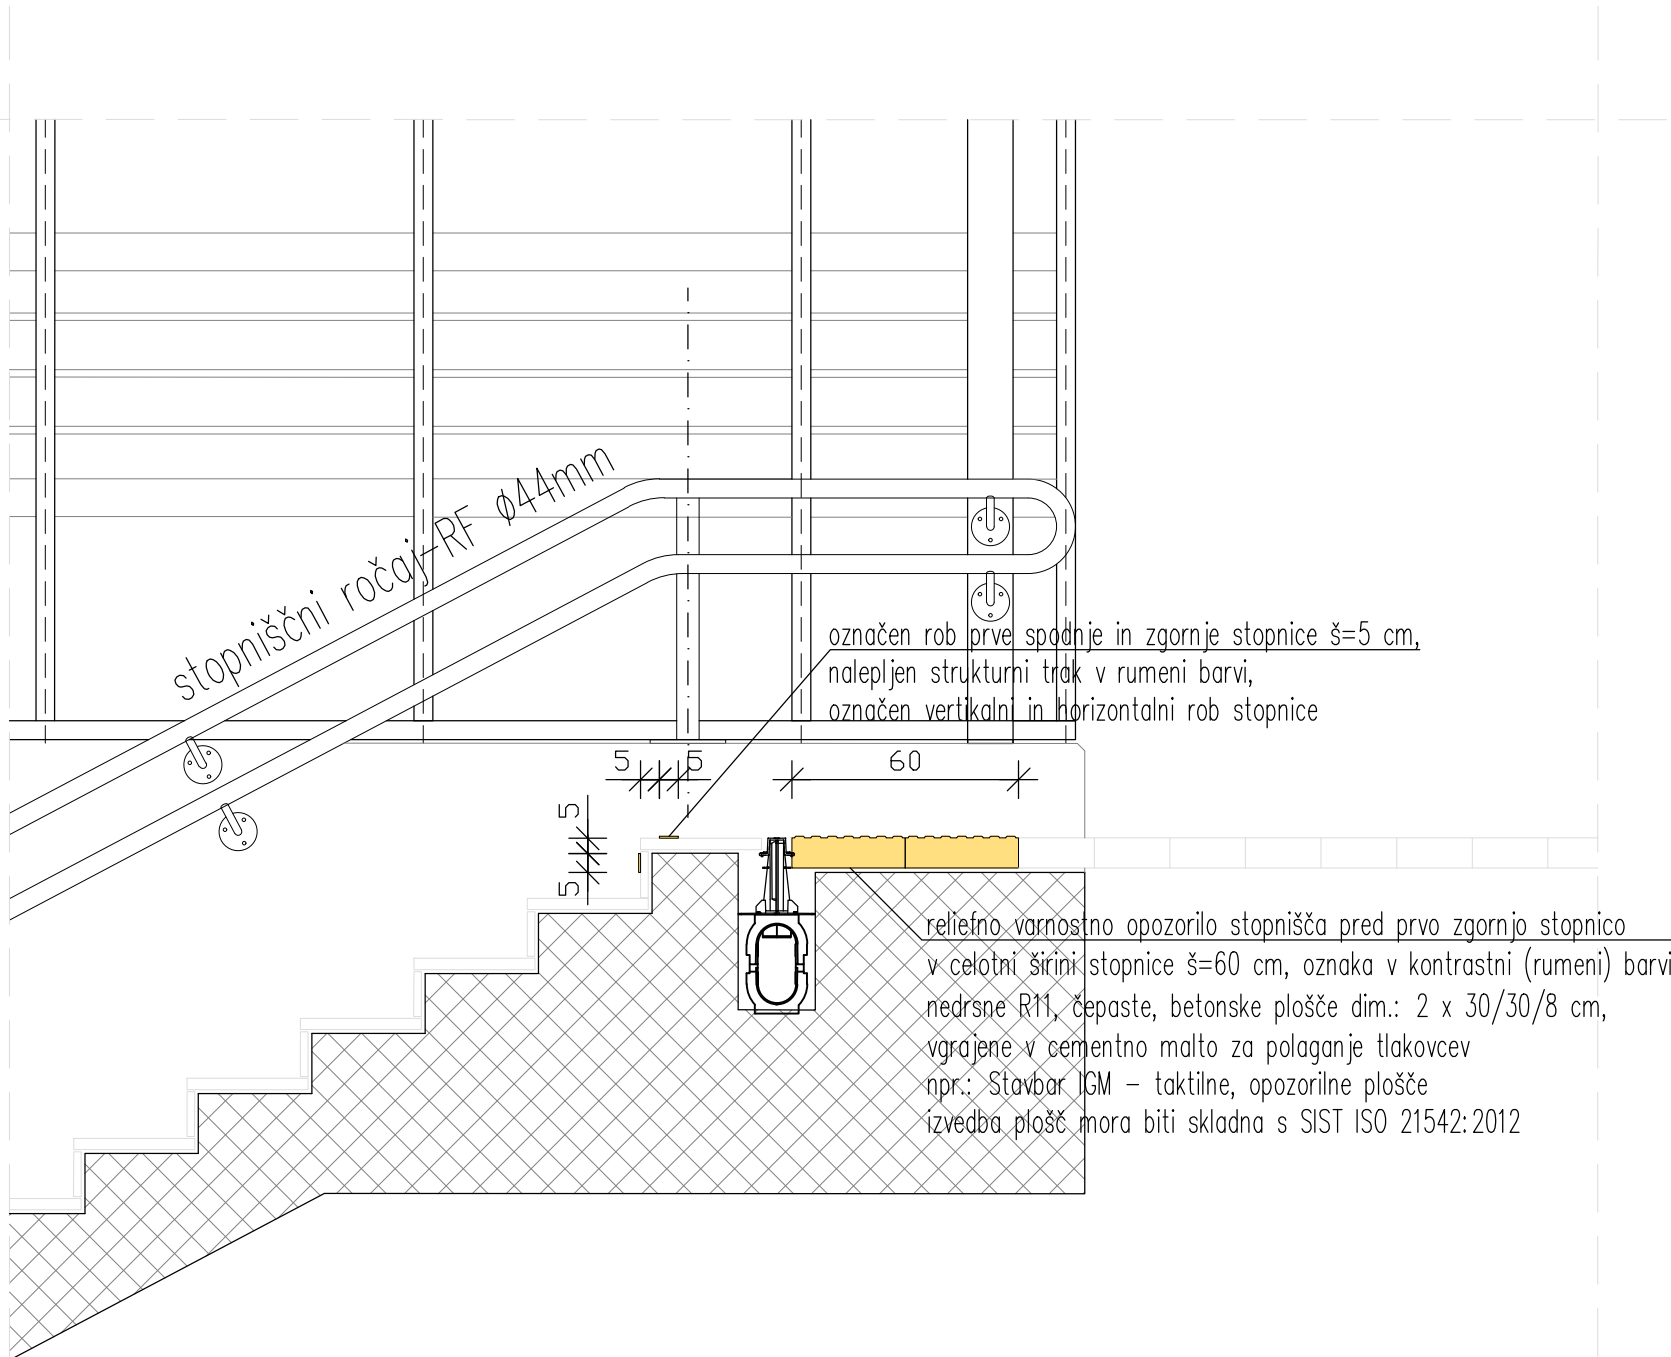 stopniščni ročaj-RF ø44mm
označen rob prve spodnje in zgornje stopnice š=5 cm,
nalepljen strukturni trak v rumeni barvi,
označen vertikalni in horizontalni rob stopnice
5 5 60
5
5
reliefno varnostno opozorilo stopnišča pred prvo zgornjo stopnico
v celotni širini stopnice š=60 cm, oznaka v kontrastni (rumeni) barvi
nedrsne R11, čepaste, betonske plošče dim.: 2 x 30/30/8 cm,
vgrajene v cementno malto za polaganje tlakovcev
npr.: Stavbar IGM – taktilne, opozorilne plošče
izvedba plošč mora biti skladna s SIST ISO 21542:2012